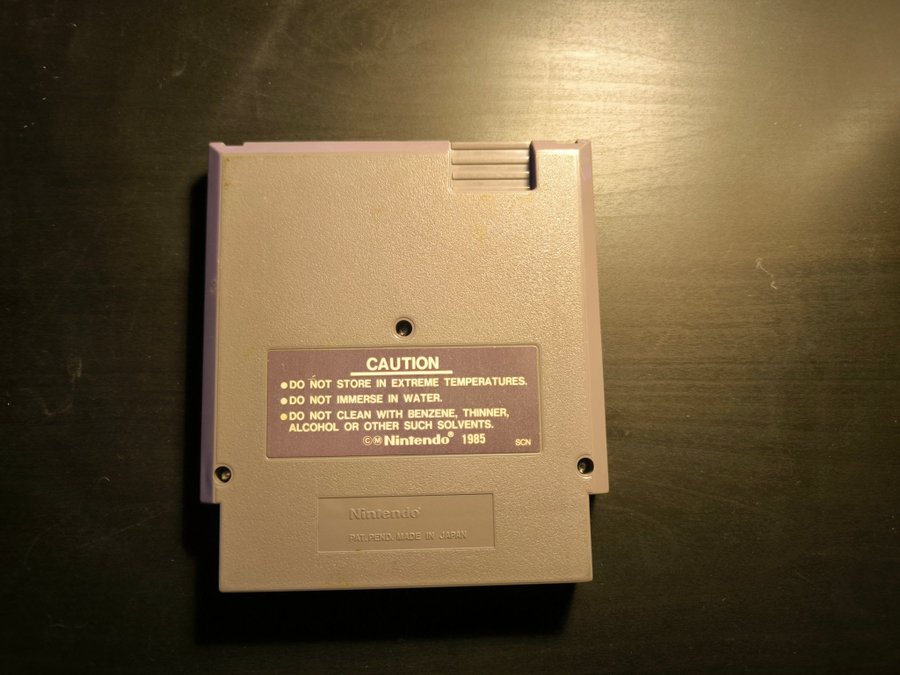 CAUTION
●DO NOT STORE IN EXTREME TEMPERATURES.
●DO NOT IMMERSE IN WATER.
●DO NOT CLEAN WITH BENZENE, THINNER,
ALCOHOL OR OTHER SUCH SOLVENTS.
ⒸⓂNintendo® 1985 SCN
Nintendo®
PAT. PEND. MADE IN JAPAN